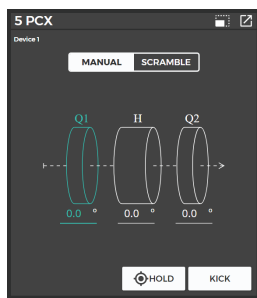 5 PCX
Device 1
MANUAL SCRAMBLE
Q1 H Q2
0.0 ° 0.0 ° 0.0 °
HOLD KICK